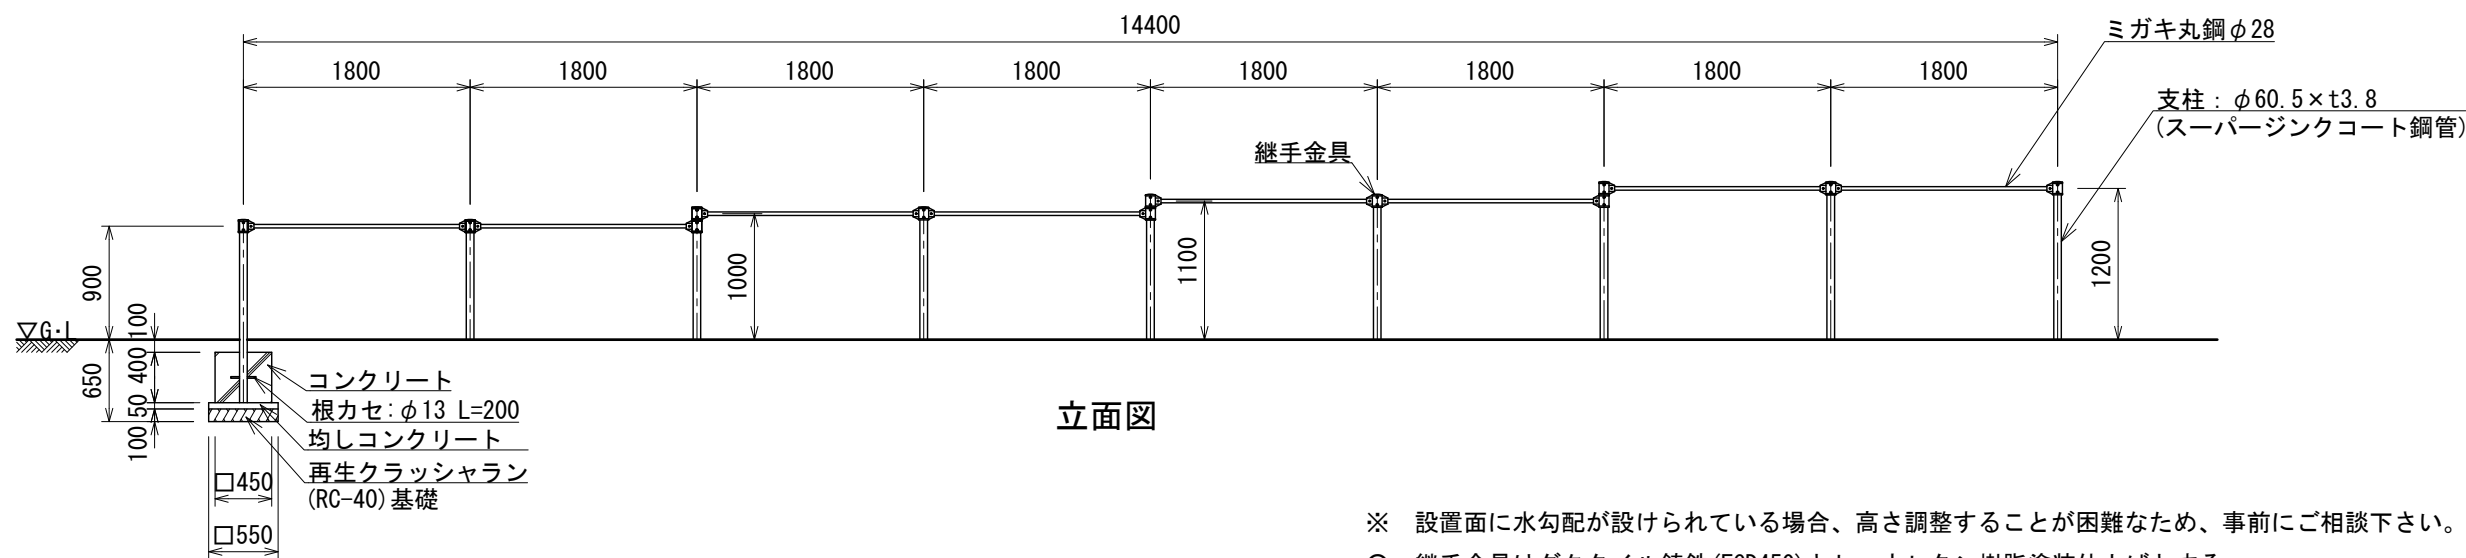 14400
ミガキ丸鋼φ28
1800 1800 1800 1800 1800 1800 1800 1800
支柱：φ60.5×t3.8
(スーパージンクコート鋼管)
継手金具
900
1000
1100
1200
▽G・L
100
400
50
100
650
コンクリート
根カセ：φ13 L=200
均しコンクリート
再生クラッシャラン
(RC-40)基礎
□450
□550
立面図
※ 設置面に水勾配が設けられている場合、高さ調整することが困難なため、事前にご相談下さい。